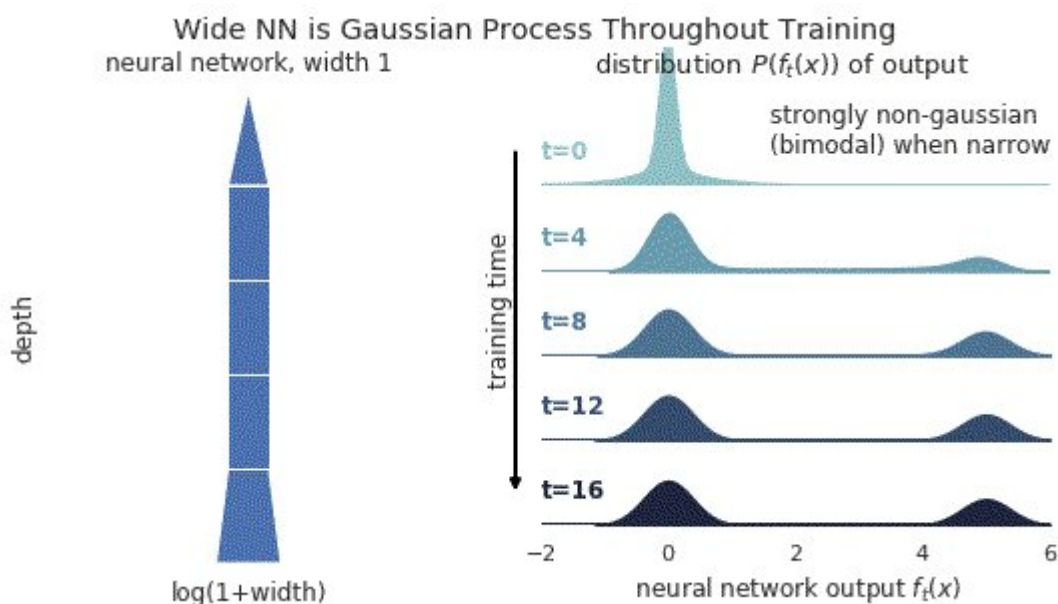 Wide NN is Gaussian Process Throughout Training
neural network, width 1
distribution P(fₜ(x)) of output
strongly non-gaussian
(bimodal) when narrow
t=0
t=4
t=8
t=12
t=16
training time
depth
−2 0 2 4 6
log(1+width)
neural network output fₜ(x)